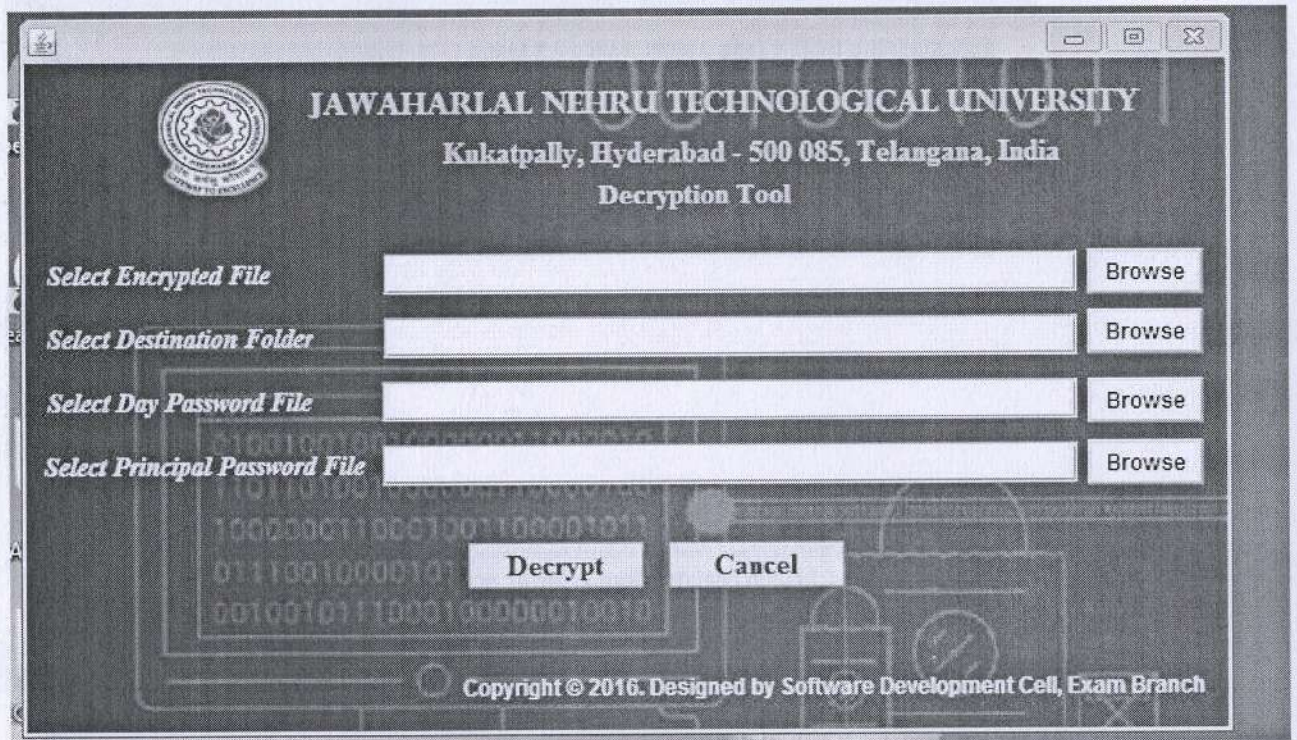 JAWAHARLAL NEHRU TECHNOLOGICAL UNIVERSITY
Kukatpally, Hyderabad - 500 085, Telangana, India
Decryption Tool
Select Encrypted File
Browse
Select Destination Folder
Browse
Select Day Password File
Browse
Select Principal Password File
Browse
Decrypt Cancel
Copyright © 2016. Designed by Software Development Cell, Exam Branch